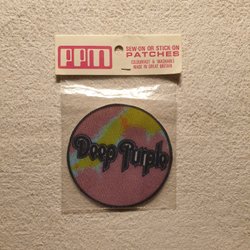 PPM
SEW-ON OR STICK ON
PATCHES
COLOURFAST & WASHABLE
MADE IN GREAT BRITAIN
Deep Purple